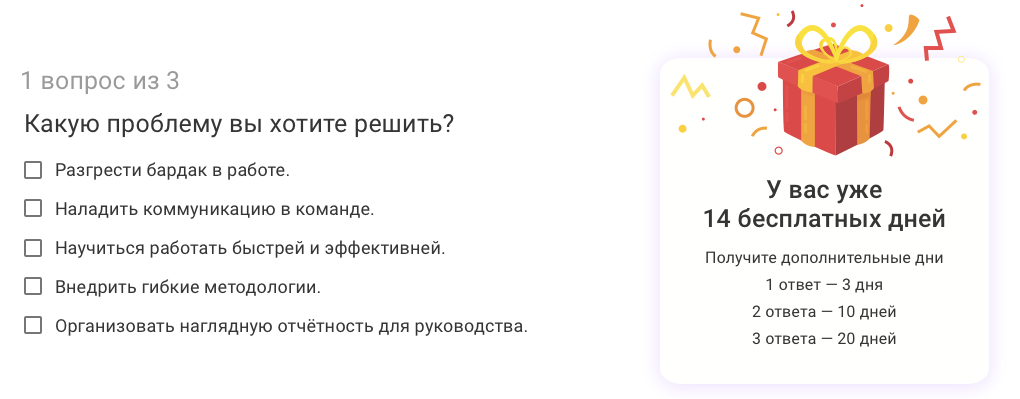 1 вопрос из 3
Какую проблему вы хотите решить?
Разгрести бардак в работе.
Наладить коммуникацию в команде.
Научиться работать быстрей и эффективней.
Внедрить гибкие методологии.
Организовать наглядную отчётность для руководства.
У вас уже
14 бесплатных дней
Получите дополнительные дни
1 ответ — 3 дня
2 ответа — 10 дней
3 ответа — 20 дней